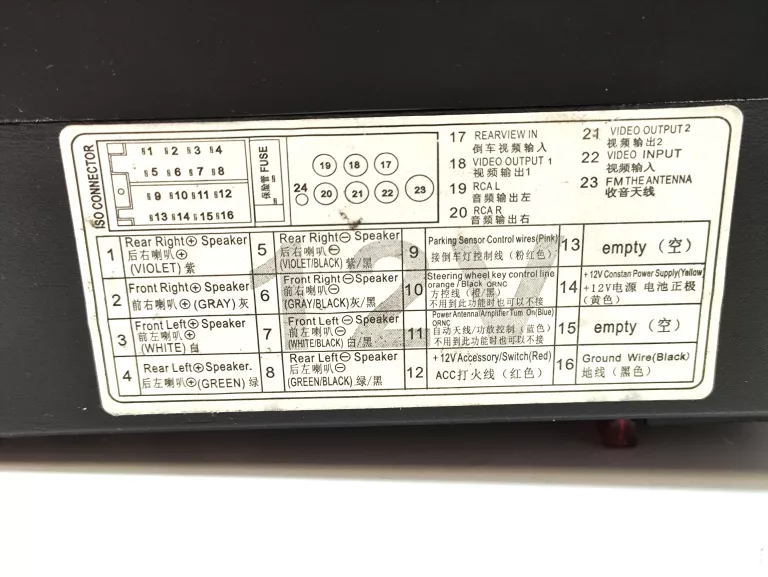 ISO CONNECTOR
1 2 3 4
5 6 7 8
9 10 11 12
13 14 15 16
保险管 FUSE
24
19 18 17
20 21 22 23
17 REARVIEW IN
倒车视频输入
18 VIDEO OUTPUT 1
视频输出1
19 RCA L
音频输出左
20 RCA R
音频输出右
21 VIDEO OUTPUT 2
视频输出2
22 VIDEO INPUT
视频输入
23 FM THE ANTENNA
收音天线
12V
1 Rear Right⊕ Speaker
后右喇叭⊕
(VIOLET) 紫
5 Rear Right⊖ Speaker
后右喇叭⊖
(VIOLET/BLACK) 紫/黑
9 Parking Sensor Control wires(Pink)
接倒车灯控制线（粉红色）
13 empty（空）
2 Front Right⊕ Speaker
前右喇叭⊕ (GRAY) 灰
6 Front Right⊖ Speaker
前右喇叭⊖
(GRAY/BLACK) 灰/黑
10 Steering wheel key control line
orange / Black ORNC
方控线（橙/黑）
不用到此功能时也可以不接
14 +12V Constan Power Supply(Yellow)
+12V电源 电池正极
（黄色）
3 Front Left⊕ Speaker
前左喇叭⊕
(WHITE) 白
7 Front Left⊖ Speaker
前左喇叭⊖
(WHITE/BLACK) 白/黑
11 Power Antenna/Amplifier Turn On(Blue)
ORNC
自动天线/功放控制（蓝色）
不用到此功能时也可以不接
15 empty（空）
4 Rear Left⊕ Speaker.
后左喇叭⊕(GREEN) 绿
8 Rear Left⊖ Speaker
后左喇叭⊖
(GREEN/BLACK) 绿/黑
12 +12V Accessory/Switch(Red)
ACC打火线（红色）
16 Ground Wire(Black)
地线（黑色）